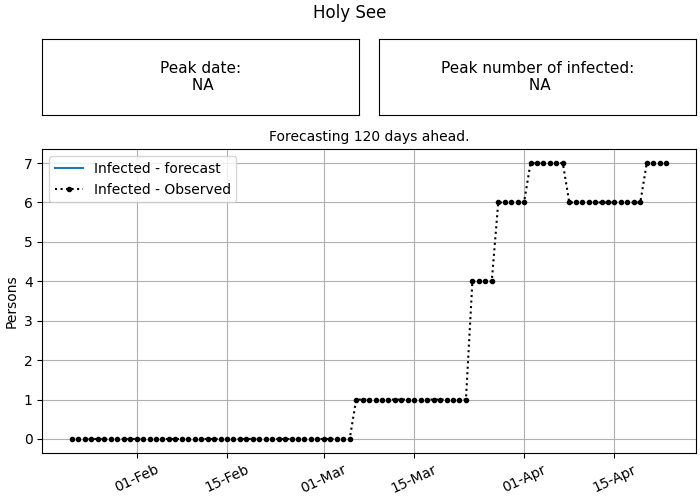 Holy See
Peak date:
NA
Peak number of infected:
NA
Forecasting 120 days ahead.
Infected - forecast
Infected - Observed
Persons
7
6
5
4
3
2
1
0
01-Feb
15-Feb
01-Mar
15-Mar
01-Apr
15-Apr